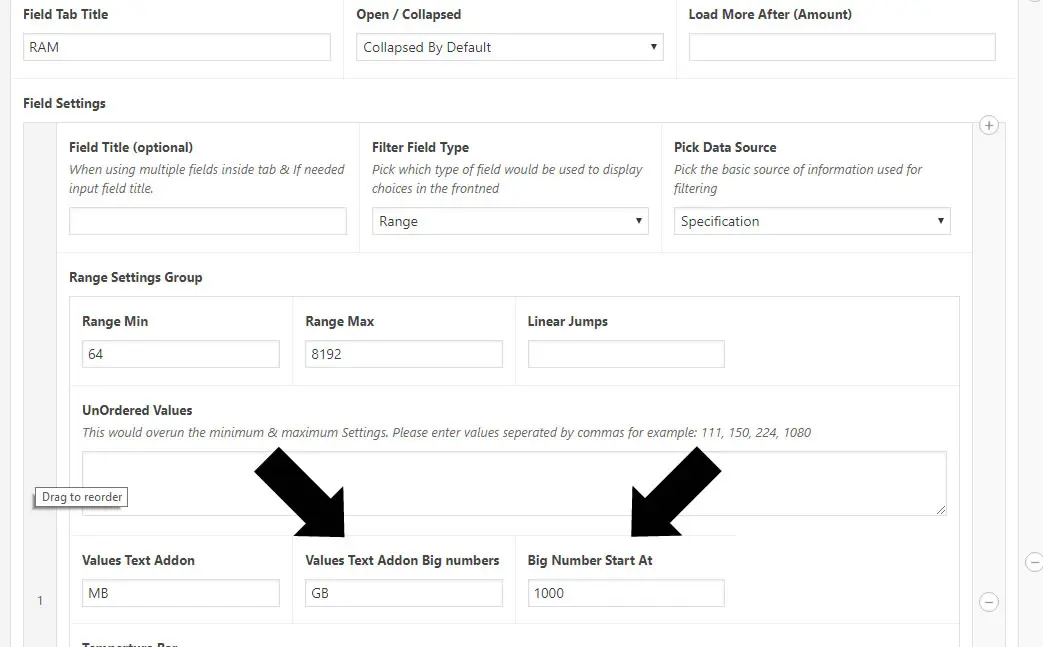 Field Tab Title
Open / Collapsed
Load More After (Amount)
RAM
Collapsed By Default
Field Settings
Field Title (optional)
Filter Field Type
Pick Data Source
When using multiple fields inside tab & If needed
input field title.
Pick which type of field would be used to display
choices in the frontned
Pick the basic source of information used for
filtering
Range
Specification
Range Settings Group
Range Min
Range Max
Linear Jumps
64
8192
UnOrdered Values
This would overun the minimum & maximum Settings. Please enter values seperated by commas for example: 111, 150, 224, 1080
Drag to reorder
Values Text Addon
Values Text Addon Big numbers
Big Number Start At
MB
GB
1000
1
Temperture Bar